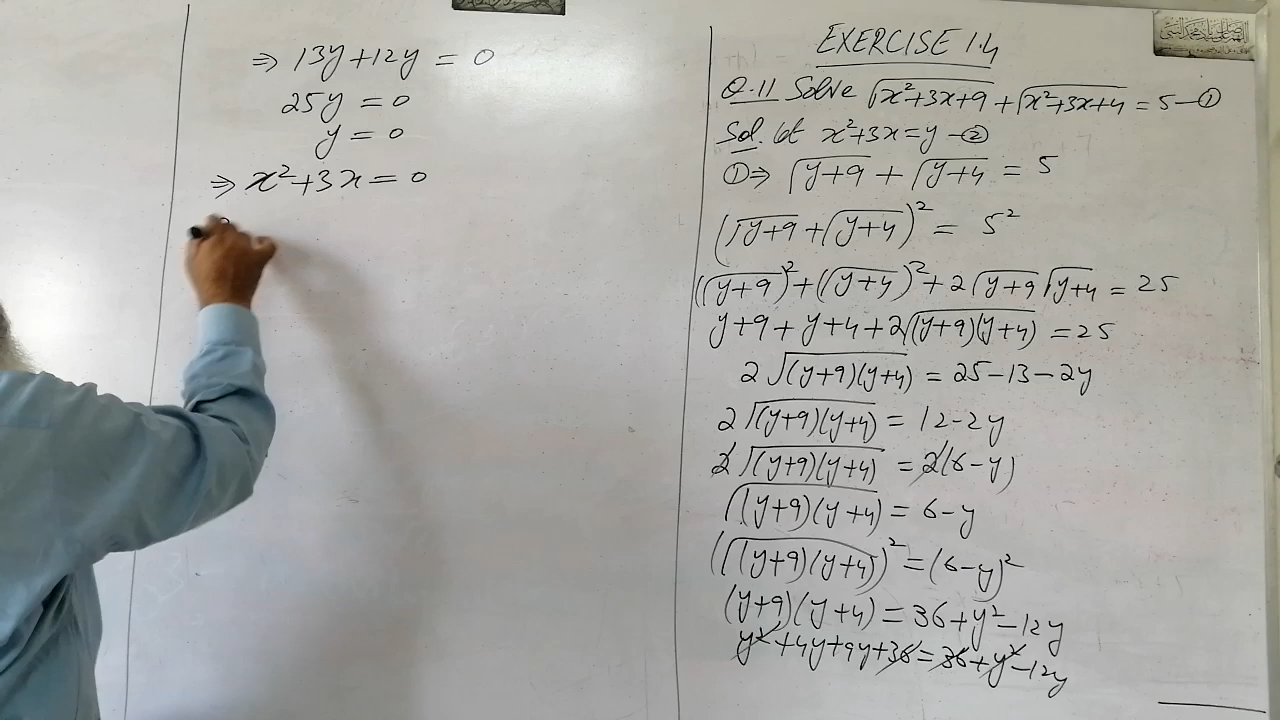 EXERCISE 1.4
Q.11 Solve √(x²+3x+9) + √(x²+3x+4) = 5 —①
Sol. let x²+3x = y —②
①⇒ √(y+9) + √(y+4) = 5
(√(y+9) + √(y+4))² = 5²
(√(y+9))² + (√(y+4))² + 2√(y+9) √(y+4) = 25
y+9 + y+4 + 2√((y+9)(y+4)) = 25
2√((y+9)(y+4)) = 25-13-2y
2√((y+9)(y+4)) = 12-2y
2√((y+9)(y+4)) = 2(6-y)
√((y+9)(y+4)) = 6-y
(√((y+9)(y+4)))² = (6-y)²
(y+9)(y+4) = 36+y²-12y
y²+4y+9y+36 = 36+y²-12y
⇒ 13y+12y = 0
25y = 0
y = 0
⇒ x²+3x = 0